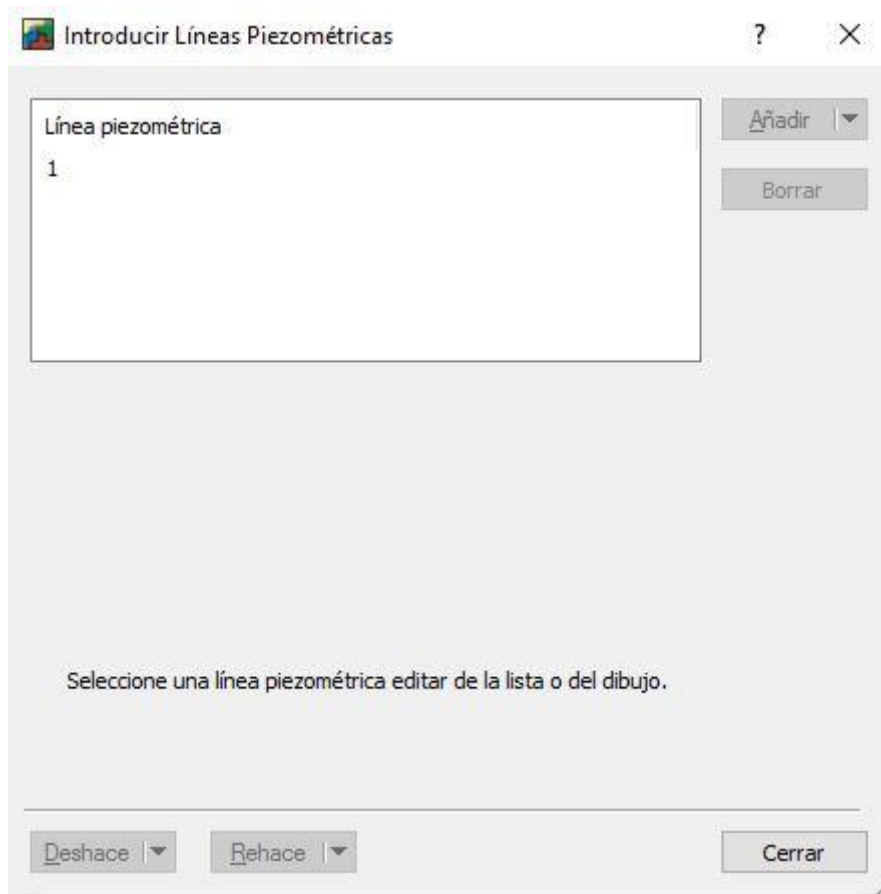 Introducir Líneas Piezométricas
?
Línea piezométrica
1
Añadir
Borrar
Seleccione una línea piezométrica editar de la lista o del dibujo.
Deshace
Rehace
Cerrar